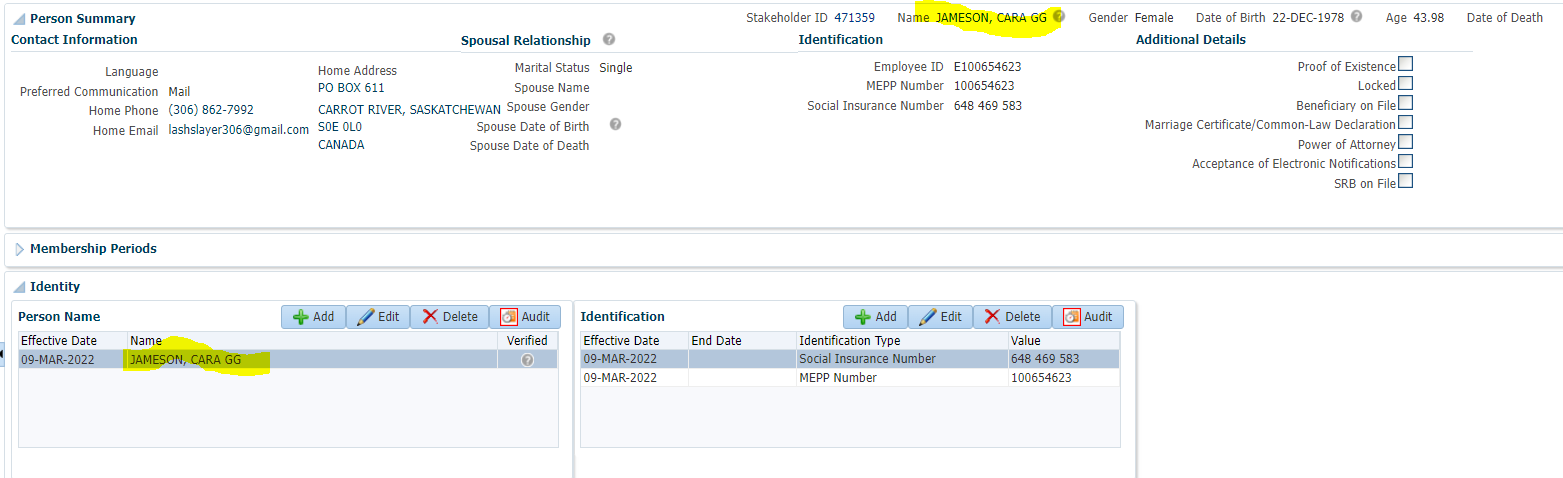 Person Summary Stakeholder ID 471359 Name JAMESON, CARA GG Gender Female Date of Birth 22-DEC-1978 Age 43.98 Date of Death
Contact Information Spousal Relationship Identification Additional Details
Language Home Address Marital Status Single Employee ID E100654623 Proof of Existence
Preferred Communication Mail PO BOX 611 Spouse Name MEPP Number 100654623 Locked
Home Phone (306) 862-7992 CARROT RIVER, SASKATCHEWAN Spouse Gender Social Insurance Number 648 469 583 Beneficiary on File
Home Email lashslayer306@gmail.com S0E 0L0 Spouse Date of Birth Marriage Certificate/Common-Law Declaration
CANADA Spouse Date of Death Power of Attorney
Acceptance of Electronic Notifications
SRB on File
Membership Periods
Identity
Person Name Add Edit Delete Audit
Effective Date Name Verified
09-MAR-2022 JAMESON, CARA GG
Identification Add Edit Delete Audit
Effective Date End Date Identification Type Value
09-MAR-2022 Social Insurance Number 648 469 583
09-MAR-2022 MEPP Number 100654623